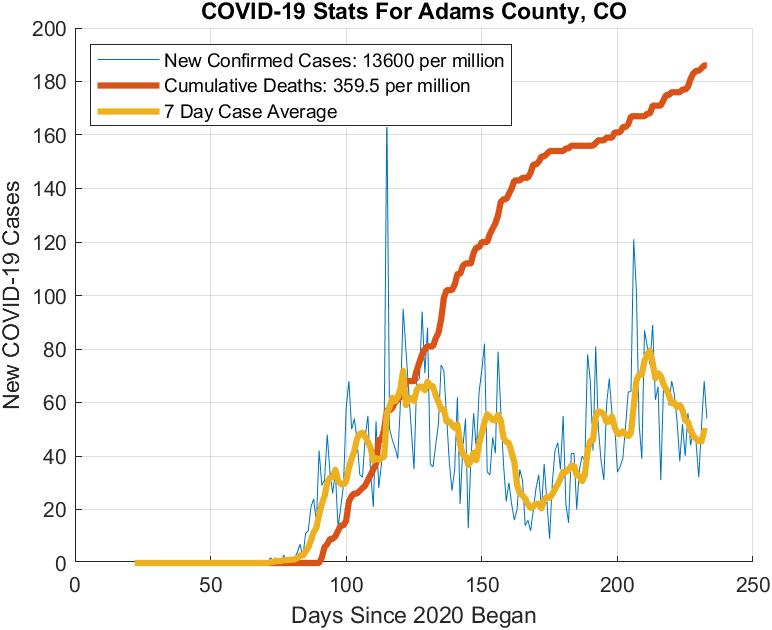 COVID-19 Stats For Adams County, CO
New Confirmed Cases: 13600 per million
Cumulative Deaths: 359.5 per million
7 Day Case Average
New COVID-19 Cases
200
180
160
140
120
100
80
60
40
20
0
0 50 100 150 200 250
Days Since 2020 Began